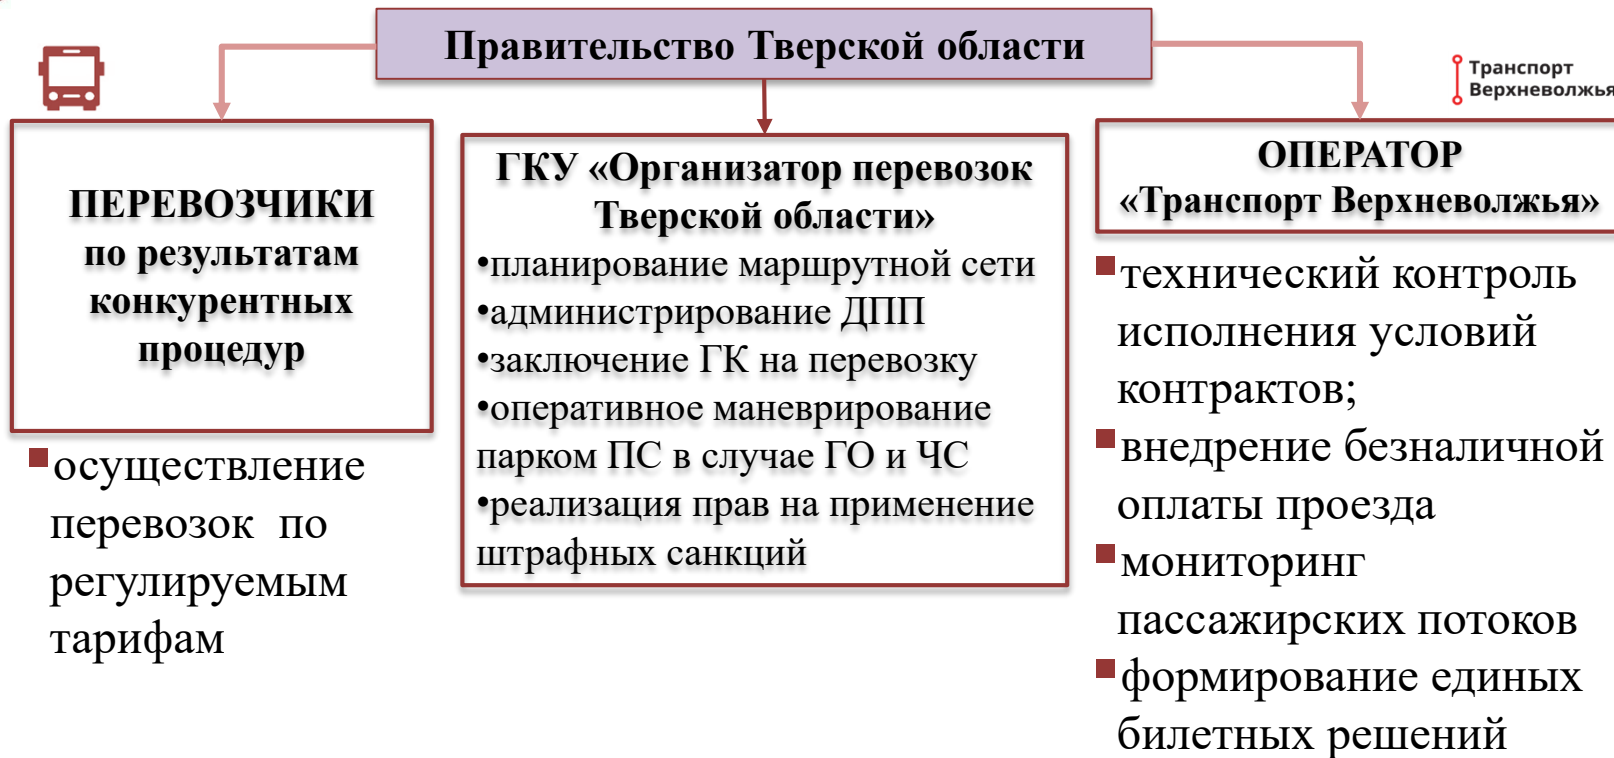 Правительство Тверской области
Транспорт
Верхневолжья
ПЕРЕВОЗЧИКИ
по результатам
конкурентных
процедур
▪осуществление
перевозок по
регулируемым
тарифам
ГКУ «Организатор перевозок
Тверской области»
•планирование маршрутной сети
•администрирование ДПП
•заключение ГК на перевозку
•оперативное маневрирование
парком ПС в случае ГО и ЧС
•реализация прав на применение
штрафных санкций
ОПЕРАТОР
«Транспорт Верхневолжья»
▪технический контроль
исполнения условий
контрактов;
▪внедрение безналичной
оплаты проезда
▪мониторинг
пассажирских потоков
▪формирование единых
билетных решений